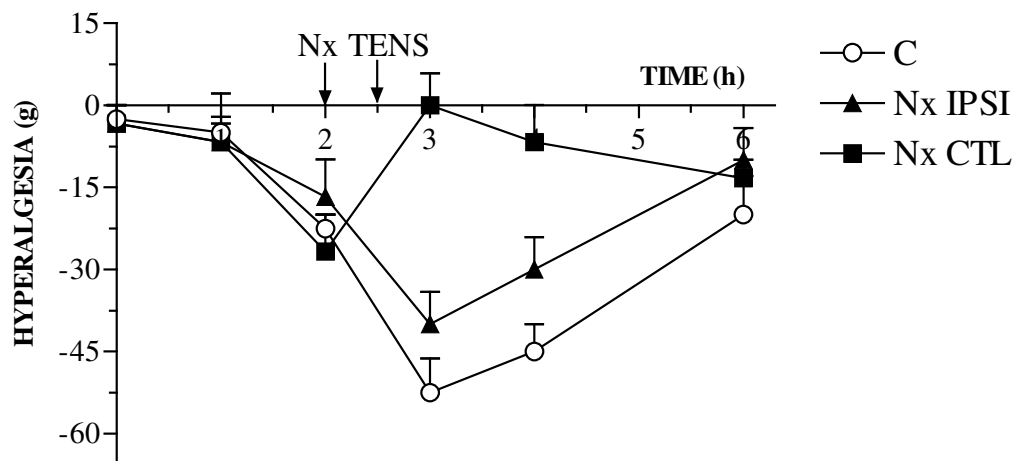 15
Nx TENS
C
TIME (h)
Nx IPSI
0
Nx CTL
1 2 3 4 5 6
-15
-30
-45
-60
HYPERALGESIA (g)